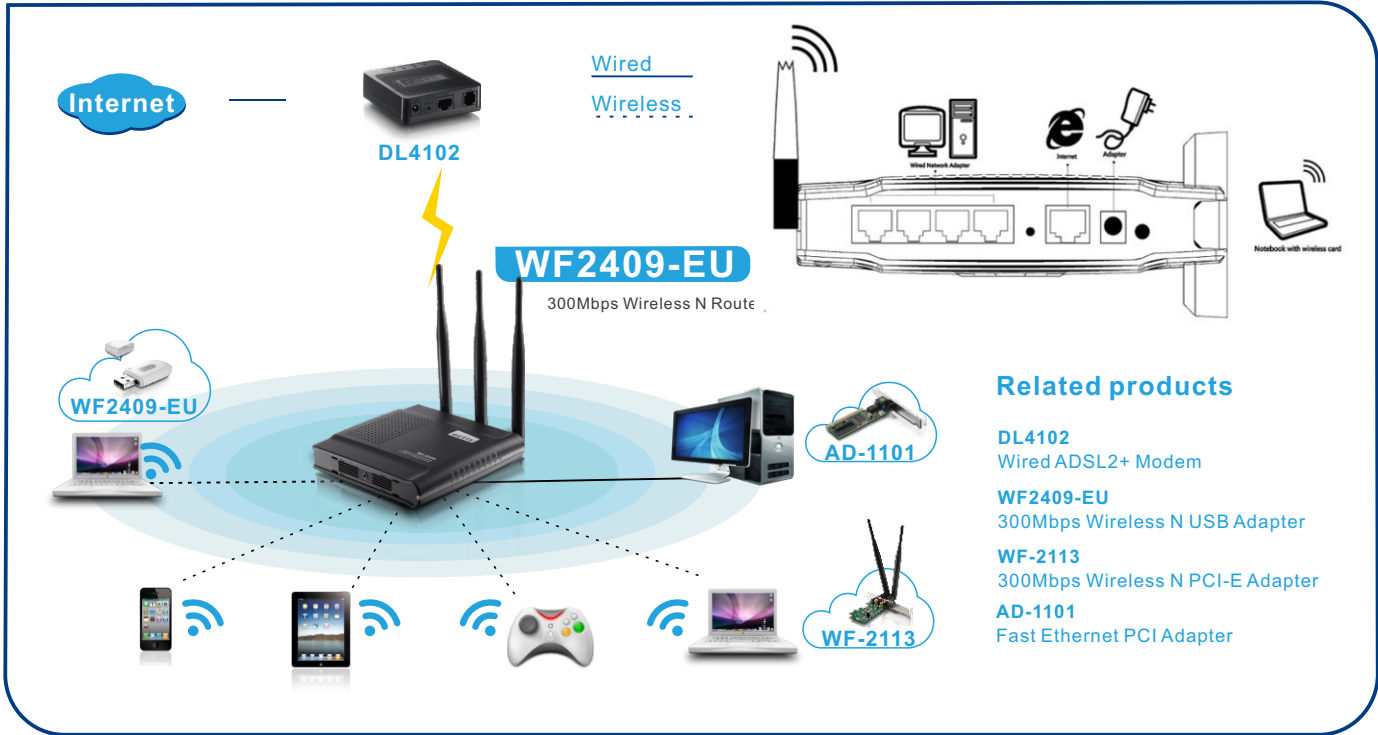 Internet
DL4102
Wired
Wireless
Wired Network Adapter
Internet
Adapter
Notebook with wireless card
WF2409-EU
300Mbps Wireless N Route
WF2409-EU
AD-1101
WF-2113
Related products
DL4102
Wired ADSL2+ Modem
WF2409-EU
300Mbps Wireless N USB Adapter
WF-2113
300Mbps Wireless N PCI-E Adapter
AD-1101
Fast Ethernet PCI Adapter